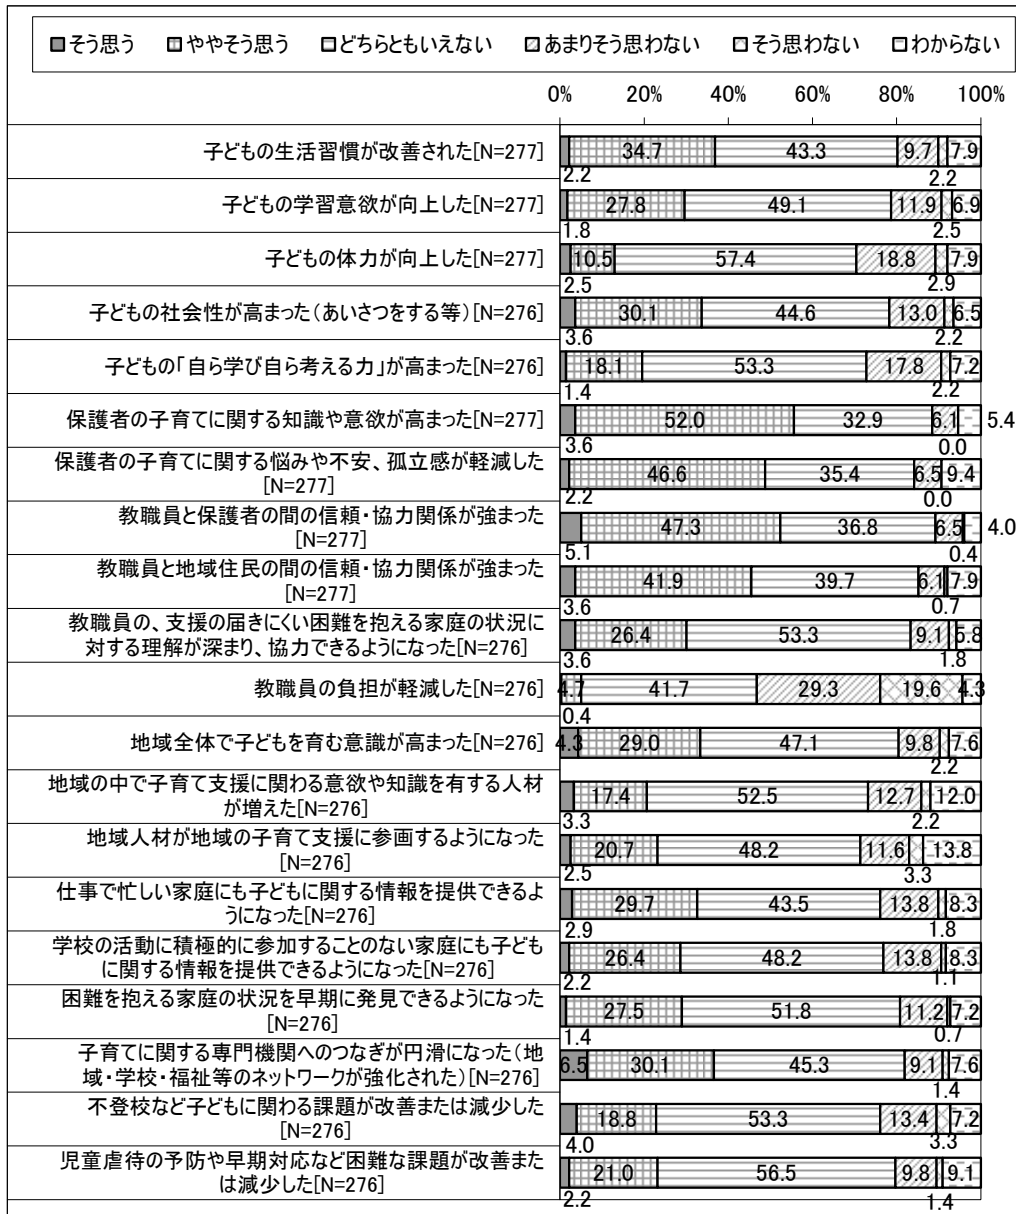 そう思う ややそう思う どちらともいえない あまりそう思わない そう思わない わからない
0% 20% 40% 60% 80% 100%
子どもの生活習慣が改善された[N=277] 34.7 43.3 9.7 7.9
2.2 2.2
子どもの学習意欲が向上した[N=277] 27.8 49.1 11.9 6.9
1.8 2.5
子どもの体力が向上した[N=277] 10.5 57.4 18.8 7.9
2.5 2.9
子どもの社会性が高まった(あいさつをする等)[N=276] 30.1 44.6 13.0 6.5
3.6 2.2
子どもの「自ら学び自ら考える力」が高まった[N=276] 18.1 53.3 17.8 7.2
1.4 2.2
保護者の子育てに関する知識や意欲が高まった[N=277] 52.0 32.9 6.1 5.4
3.6 0.0
保護者の子育てに関する悩みや不安、孤立感が軽減した
[N=277] 46.6 35.4 6.5 9.4
2.2 0.0
教職員と保護者の間の信頼・協力関係が強まった
[N=277] 47.3 36.8 6.5 4.0
5.1 0.4
教職員と地域住民の間の信頼・協力関係が強まった
[N=277] 41.9 39.7 6.1 7.9
3.6 0.7
教職員の、支援の届きにくい困難を抱える家庭の状況に
対する理解が深まり、協力できるようになった[N=276] 26.4 53.3 9.1 5.8
3.6 1.8
教職員の負担が軽減した[N=276] 4.7 41.7 29.3 19.6 4.3
0.4
地域全体で子どもを育む意識が高まった[N=276] 4.3 29.0 47.1 9.8 7.6
2.2
地域の中で子育て支援に関わる意欲や知識を有する人材
が増えた[N=276] 17.4 52.5 12.7 12.0
3.3 2.2
地域人材が地域の子育て支援に参画するようになった
[N=276] 20.7 48.2 11.6 13.8
2.5 3.3
仕事で忙しい家庭にも子どもに関する情報を提供できるよ
うになった[N=276] 29.7 43.5 13.8 8.3
2.9 1.8
学校の活動に積極的に参加することのない家庭にも子ども
に関する情報を提供できるようになった[N=276] 26.4 48.2 13.8 8.3
2.2 1.1
困難を抱える家庭の状況を早期に発見できるようになった
[N=276] 27.5 51.8 11.2 7.2
1.4 0.7
子育てに関する専門機関へのつなぎが円滑になった(地
域・学校・福祉等のネットワークが強化された)[N=276] 6.5 30.1 45.3 9.1 7.6
1.4
不登校など子どもに関わる課題が改善または減少した
[N=276] 18.8 53.3 13.4 7.2
4.0 3.3
児童虐待の予防や早期対応など困難な課題が改善また
は減少した[N=276] 21.0 56.5 9.8 9.1
2.2 1.4